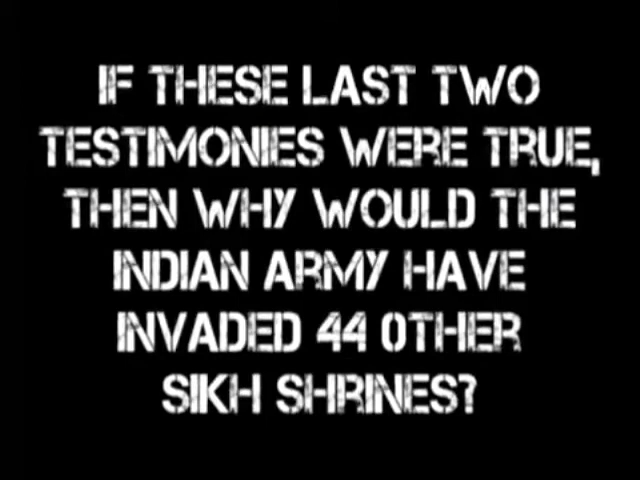 IF THESE LAST TWO
TESTIMONIES WERE TRUE,
THEN WHY WOULD THE
INDIAN ARMY HAVE
INVADED 44 OTHER
SIKH SHRINES?